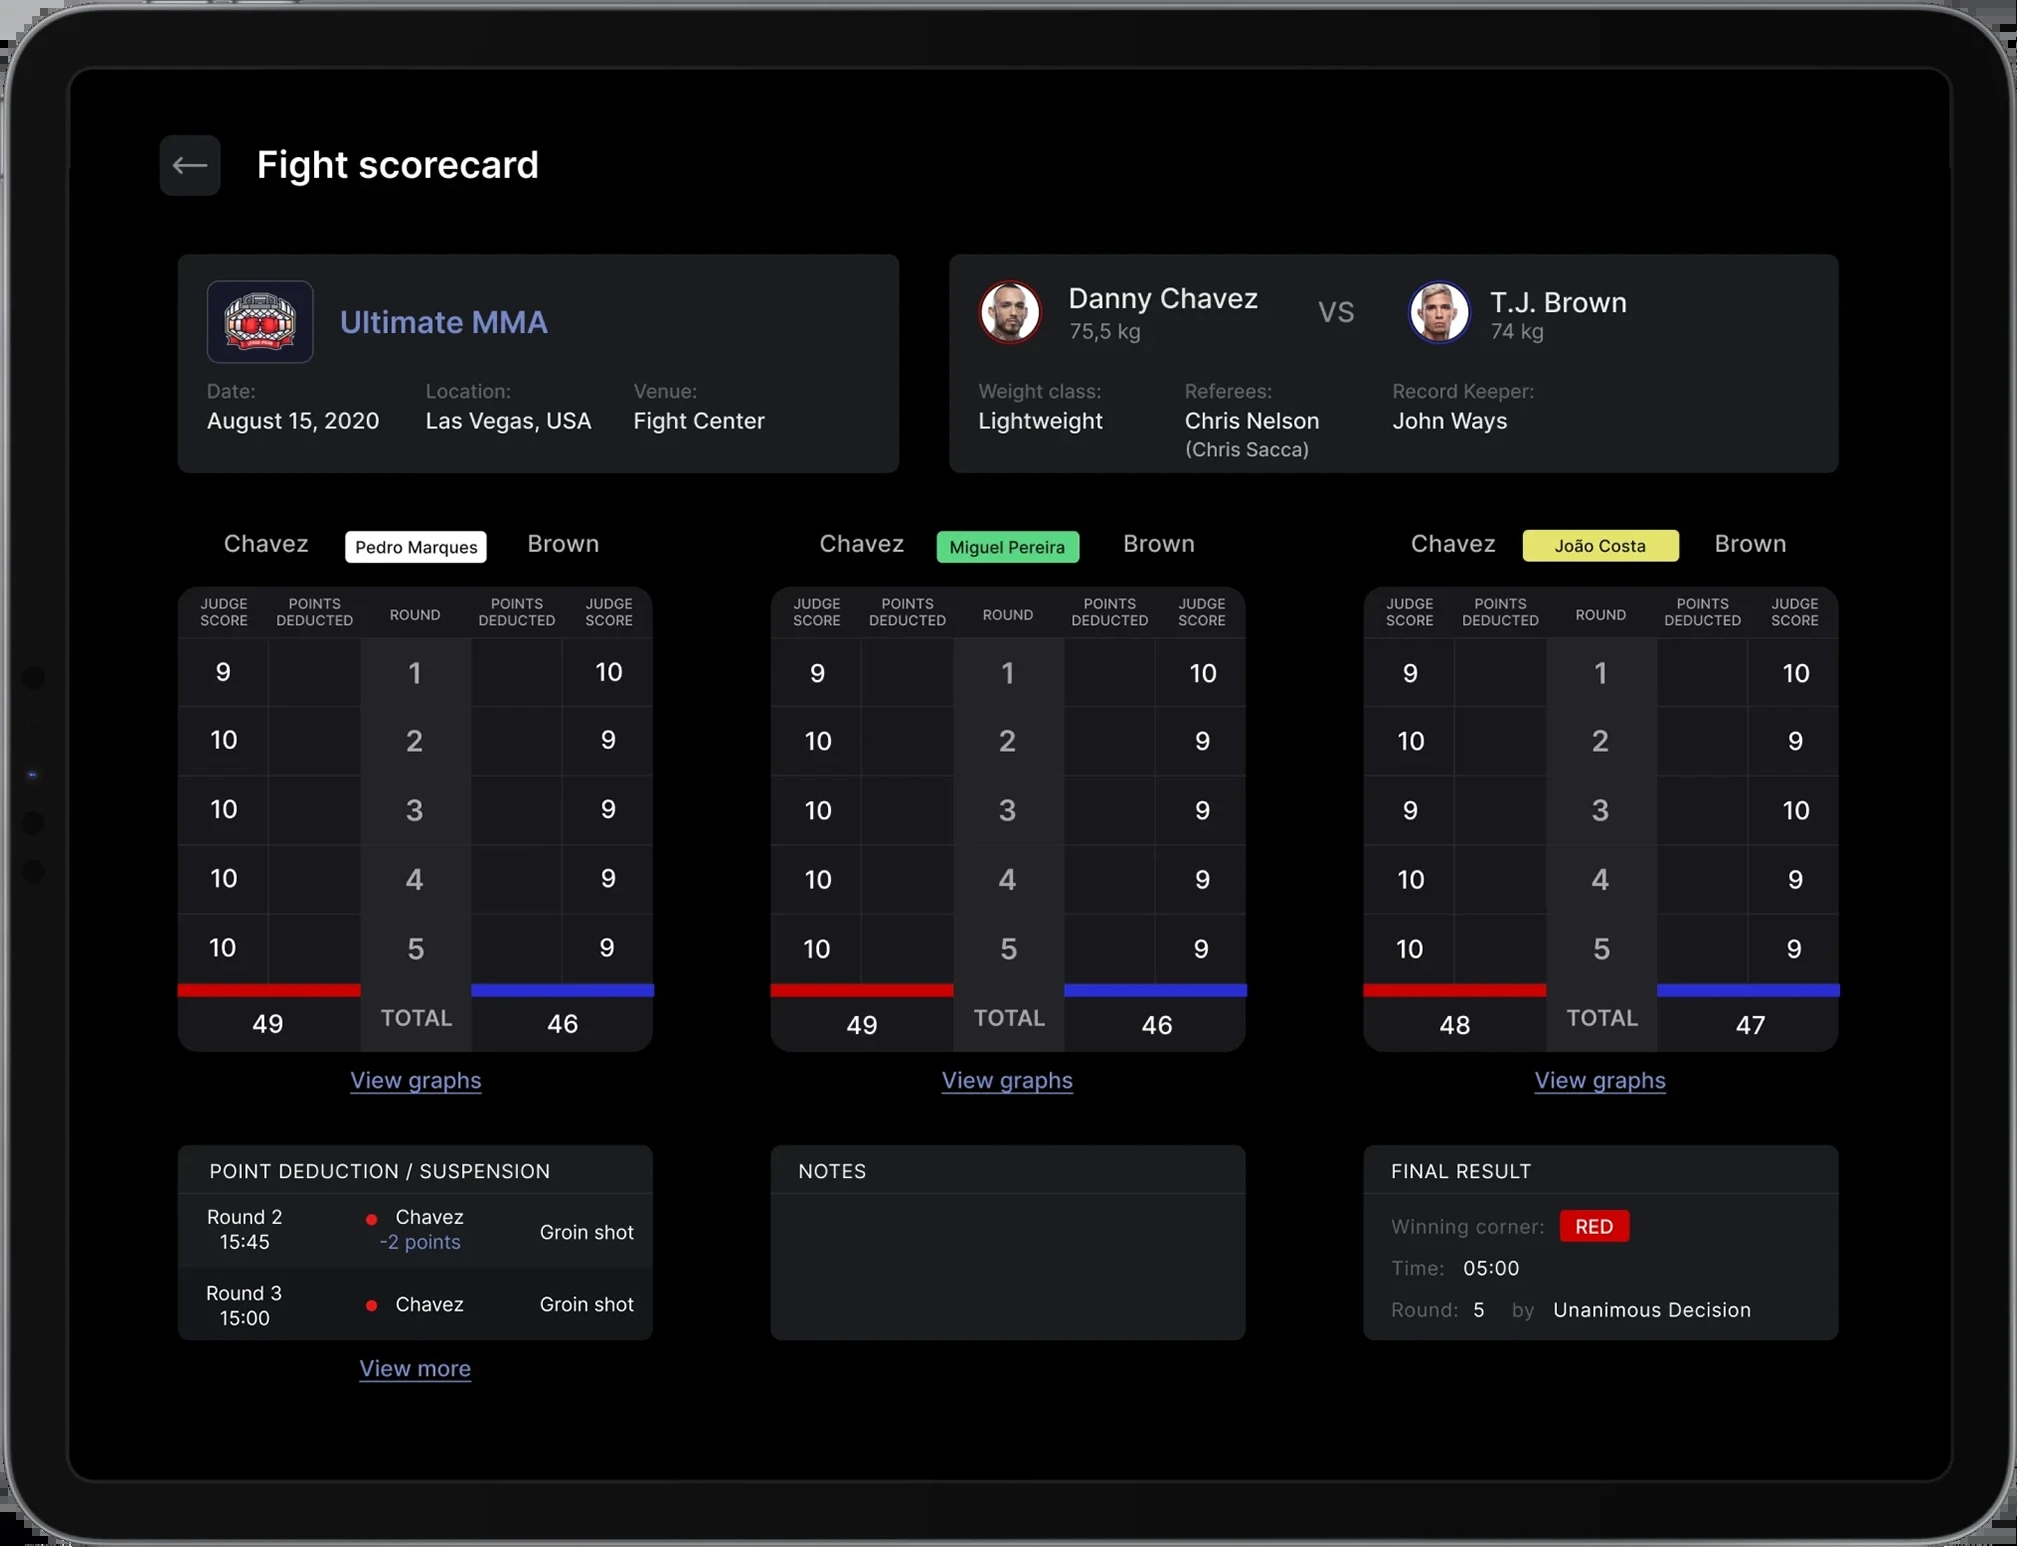 Fight scorecard
Ultimate MMA
Date:
August 15, 2020
Location:
Las Vegas, USA
Venue:
Fight Center
Danny Chavez
75,5 kg
VS
T.J. Brown
74 kg
Weight class:
Lightweight
Referees:
Chris Nelson
(Chris Sacca)
Record Keeper:
John Ways
Chavez Pedro Marques Brown
JUDGE SCORE POINTS DEDUCTED ROUND POINTS DEDUCTED JUDGE SCORE
9 1 10
10 2 9
10 3 9
10 4 9
10 5 9
49 TOTAL 46
View graphs
Chavez Miguel Pereira Brown
JUDGE SCORE POINTS DEDUCTED ROUND POINTS DEDUCTED JUDGE SCORE
9 1 10
10 2 9
10 3 9
10 4 9
10 5 9
49 TOTAL 46
View graphs
Chavez João Costa Brown
JUDGE SCORE POINTS DEDUCTED ROUND POINTS DEDUCTED JUDGE SCORE
9 1 10
10 2 9
9 3 10
10 4 9
10 5 9
48 TOTAL 47
View graphs
POINT DEDUCTION / SUSPENSION
Round 2
15:45
Chavez
-2 points
Groin shot
Round 3
15:00
Chavez
Groin shot
View more
NOTES
FINAL RESULT
Winning corner: RED
Time: 05:00
Round: 5 by Unanimous Decision